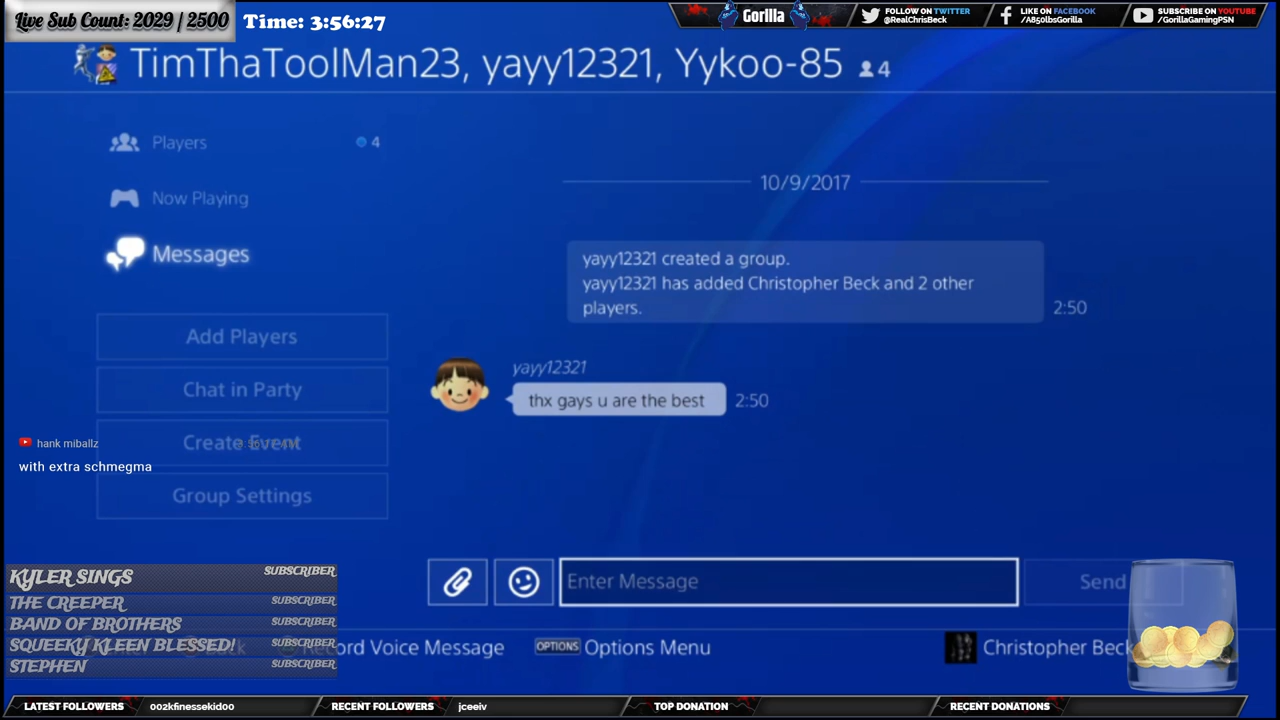 Live Sub Count: 2029 / 2500
Time: 3:56:27
Gorilla
FOLLOW ON TWITTER
@RealChrisBeck
LIKE ON FACEBOOK
/A850lbsGorilla
SUBSCRIBE ON YOUTUBE
/GorillaGamingPSN
TimThaToolMan23, yayy12321, Yykoo-85 4
Players 4
Now Playing
Messages
Add Players
Chat in Party
Create Event
Group Settings
10/9/2017
yayy12321 created a group.
yayy12321 has added Christopher Beck and 2 other
players. 2:50
yayy12321
thx gays u are the best 2:50
hank miballz
with extra schmegma
Enter Message
Send
KYLER SINGS SUBSCRIBER
THE CREEPER SUBSCRIBER
BAND OF BROTHERS SUBSCRIBER
SQUEEKY KLEEN BLESSED! SUBSCRIBER
STEPHEN SUBSCRIBER
Back
Record Voice Message
OPTIONS Options Menu
Christopher Beck
LATEST FOLLOWERS 002kfinessekid00 RECENT FOLLOWERS jceeiv TOP DONATION RECENT DONATIONS